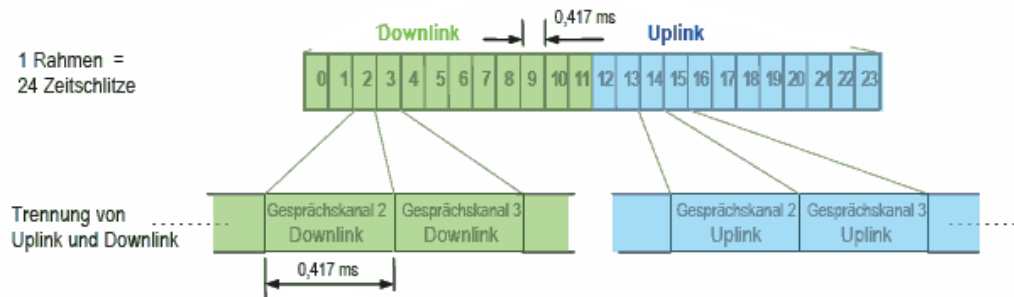 Downlink
0,417 ms
Uplink
1 Rahmen =
24 Zeitschlitze
0 1 2 3 4 5 6 7 8 9 10 11 12 13 14 15 16 17 18 19 20 21 22 23
Trennung von
Uplink und Downlink
Gesprächskanal 2
Downlink
Gesprächskanal 3
Downlink
Gesprächskanal 2
Uplink
Gesprächskanal 3
Uplink
0,417 ms